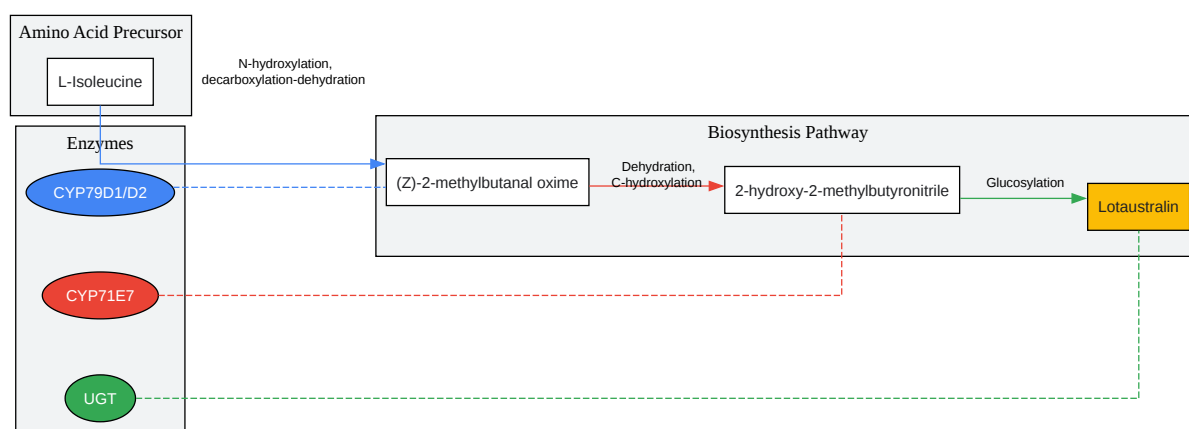 Amino Acid Precursor
L-Isoleucine
N-hydroxylation,
decarboxylation-dehydration
Enzymes
CYP79D1/D2
CYP71E7
UGT
Biosynthesis Pathway
(Z)-2-methylbutanal oxime
Dehydration,
C-hydroxylation
2-hydroxy-2-methylbutyronitrile
Glucosylation
Lotaustralin